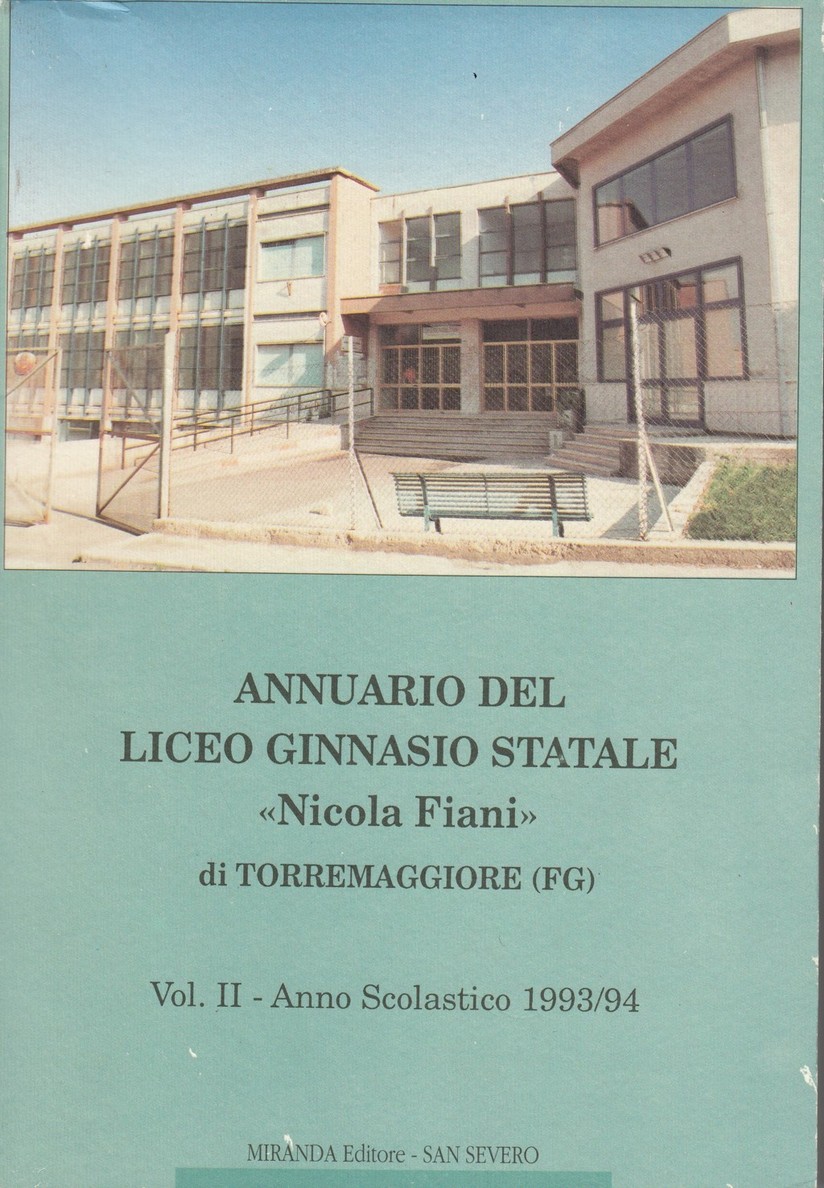 ANNUARIO DEL
LICEO GINNASIO STATALE
«Nicola Fiani»
di TORREMAGGIORE (FG)
Vol. II - Anno Scolastico 1993/94
MIRANDA Editore - SAN SEVERO